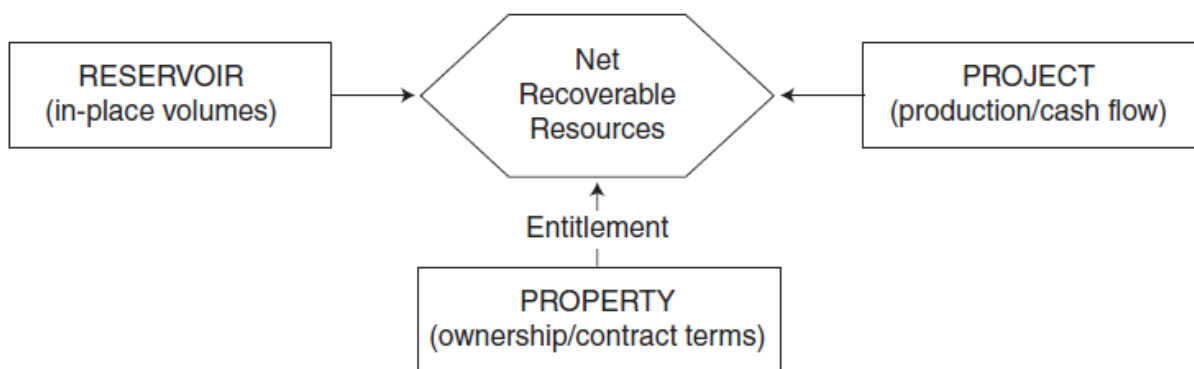 RESERVOIR
(in-place volumes)
Net
Recoverable
Resources
PROJECT
(production/cash flow)
Entitlement
PROPERTY
(ownership/contract terms)